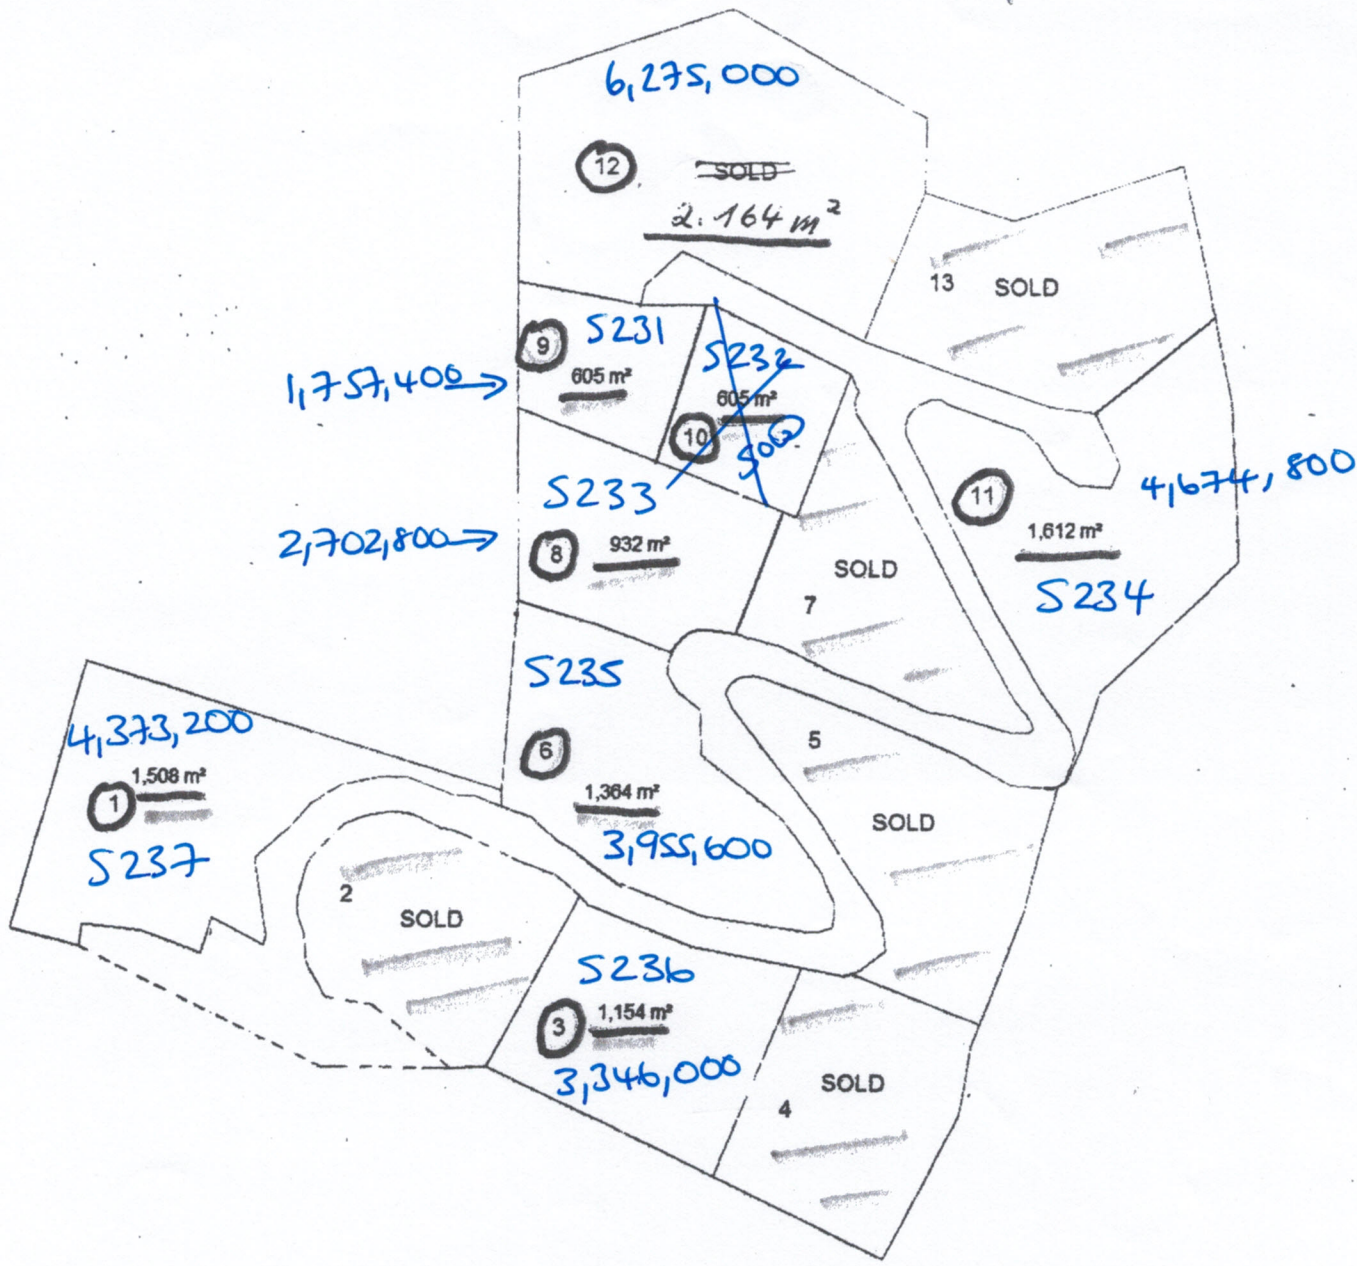 6,275,000
12
SOLD
2.164 m²
13
SOLD
9
S231
605 m²
1,757,400
S232
605 m²
10
S233
2,702,800
8
932 m²
11
4,674,800
1,612 m²
S234
SOLD
7
S235
6
1,364 m²
3,955,600
5
SOLD
4,373,200
1,508 m²
1
S237
2
SOLD
S236
3
1,154 m²
3,346,000
SOLD
4